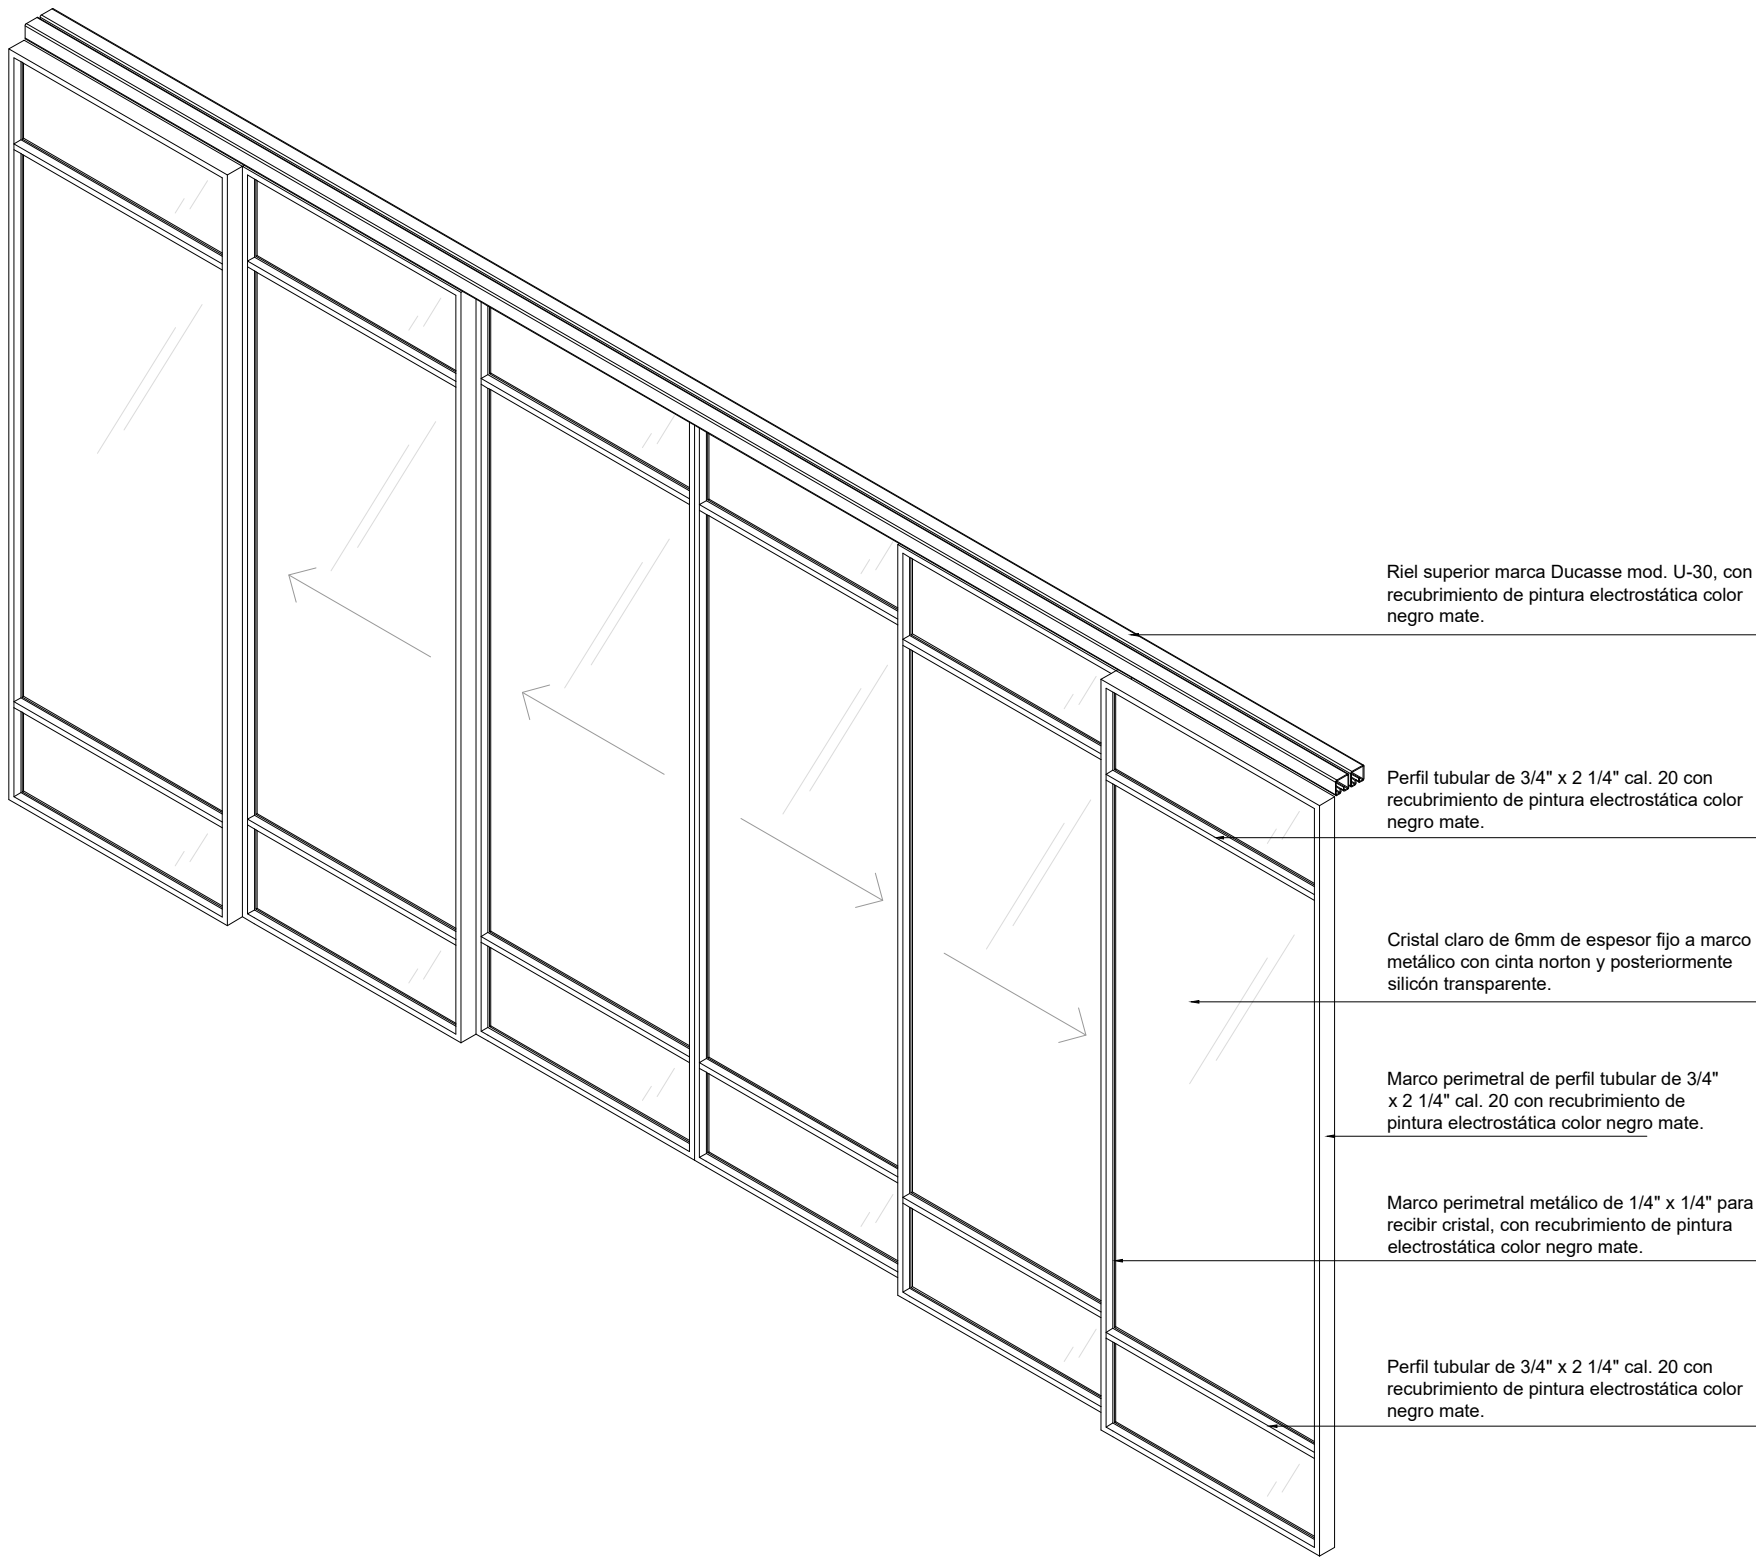 Riel superior marca Ducasse mod. U-30, con
recubrimiento de pintura electrostática color
negro mate.
Perfil tubular de 3/4" x 2 1/4" cal. 20 con
recubrimiento de pintura electrostática color
negro mate.
Cristal claro de 6mm de espesor fijo a marco
metálico con cinta norton y posteriormente
silicón transparente.
Marco perimetral de perfil tubular de 3/4"
x 2 1/4" cal. 20 con recubrimiento de
pintura electrostática color negro mate.
Marco perimetral metálico de 1/4" x 1/4" para
recibir cristal, con recubrimiento de pintura
electrostática color negro mate.
Perfil tubular de 3/4" x 2 1/4" cal. 20 con
recubrimiento de pintura electrostática color
negro mate.